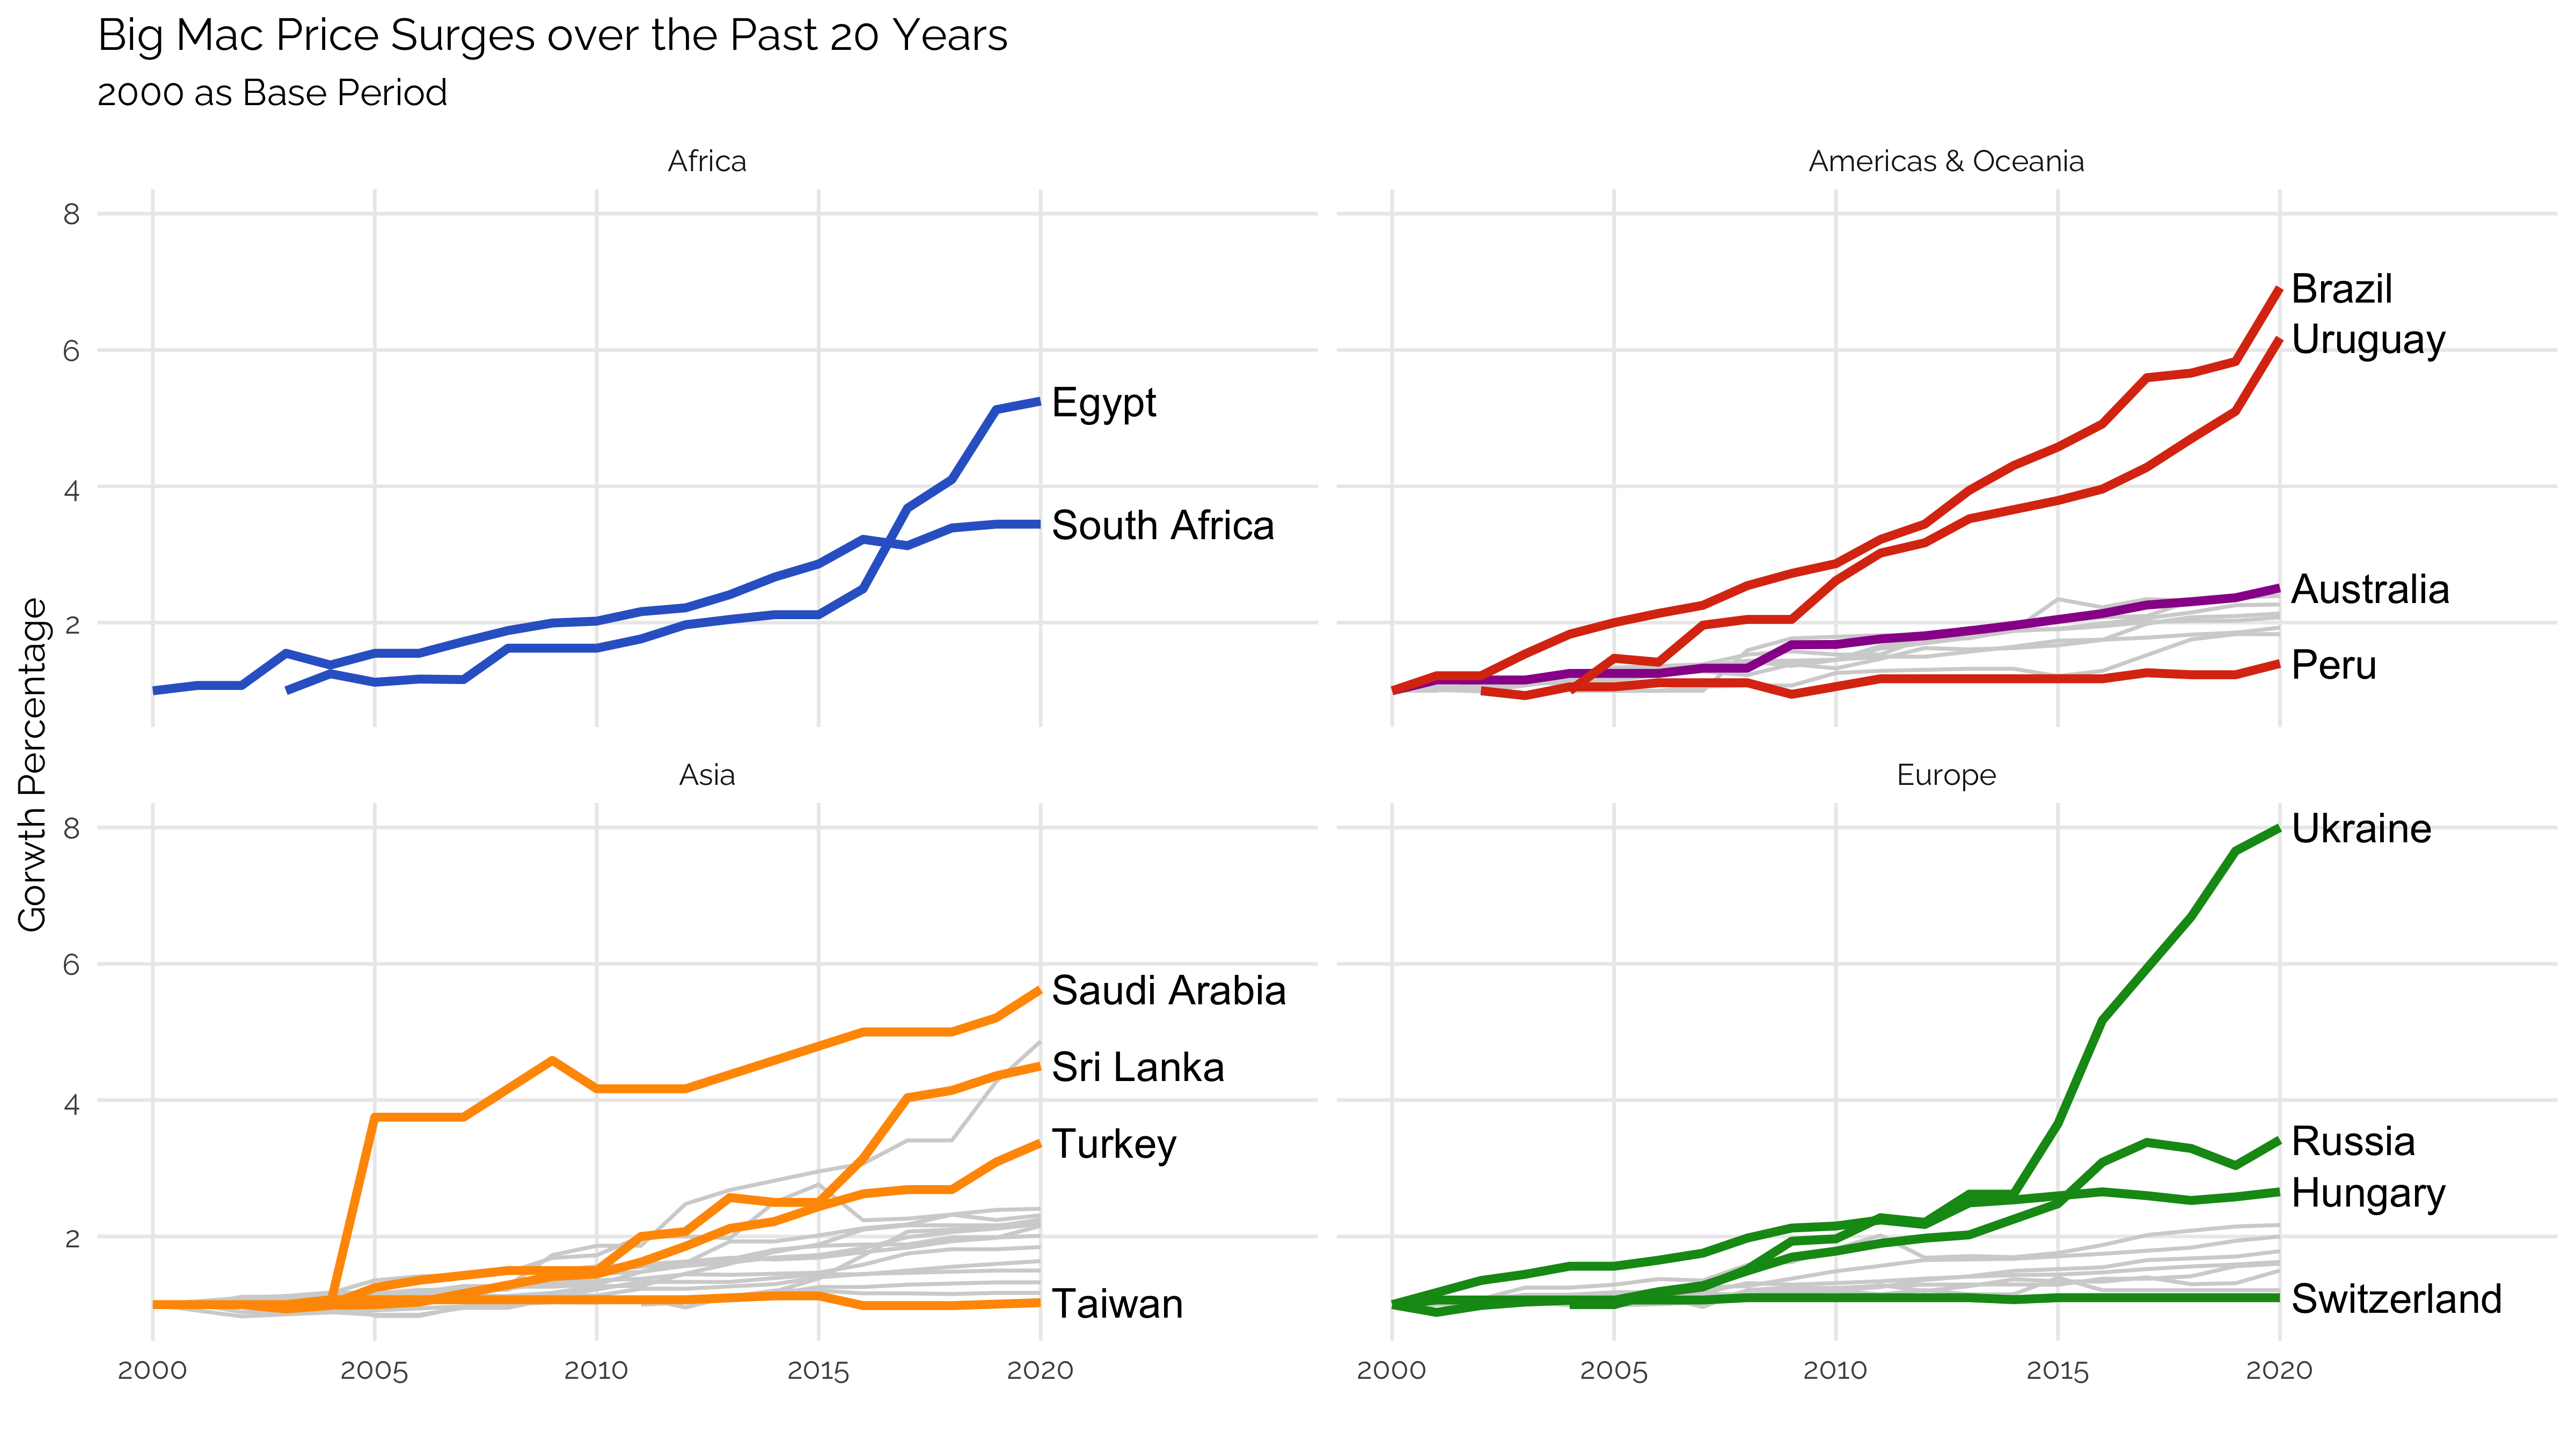 Big Mac Price Surges over the Past 20 Years
2000 as Base Period
Africa
Americas & Oceania
8
6
4
2
Egypt
South Africa
Brazil
Uruguay
Australia
Peru
Gorwth Percentage
Asia
Europe
8
6
4
2
Saudi Arabia
Sri Lanka
Turkey
Taiwan
Ukraine
Russia
Hungary
Switzerland
2000 2005 2010 2015 2020
2000 2005 2010 2015 2020